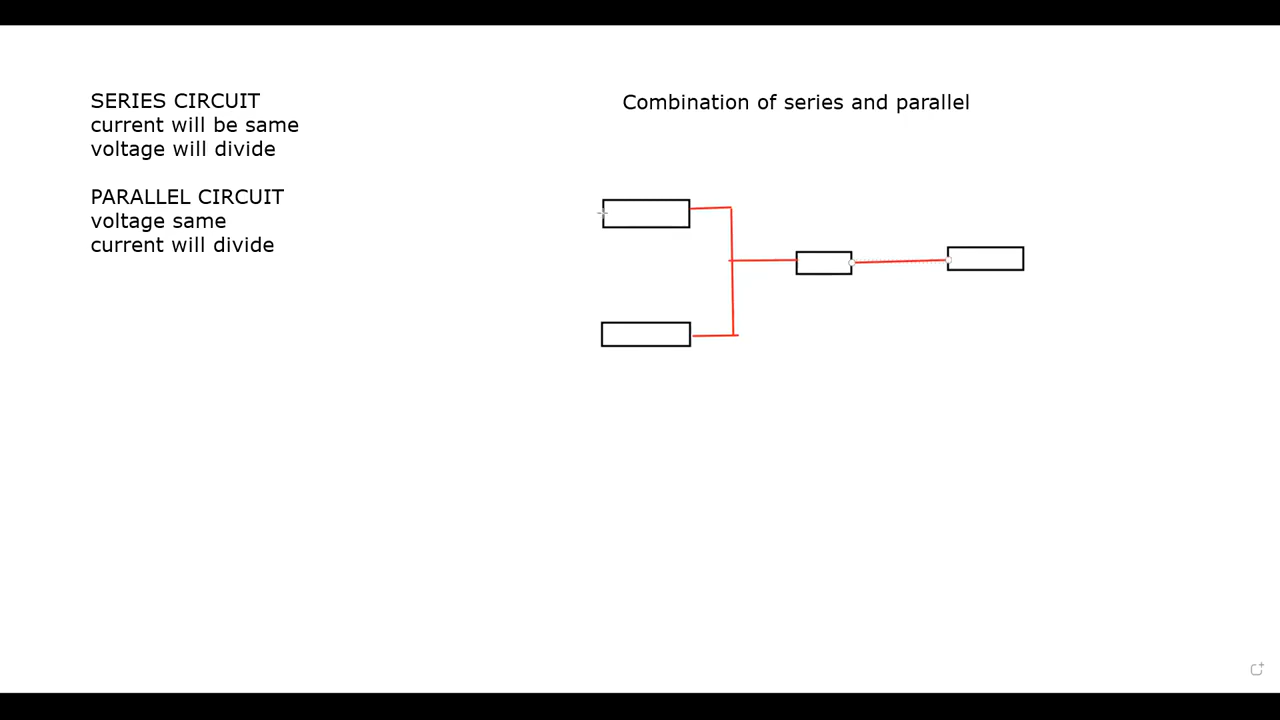 SERIES CIRCUIT
current will be same
voltage will divide
PARALLEL CIRCUIT
voltage same
current will divide
Combination of series and parallel